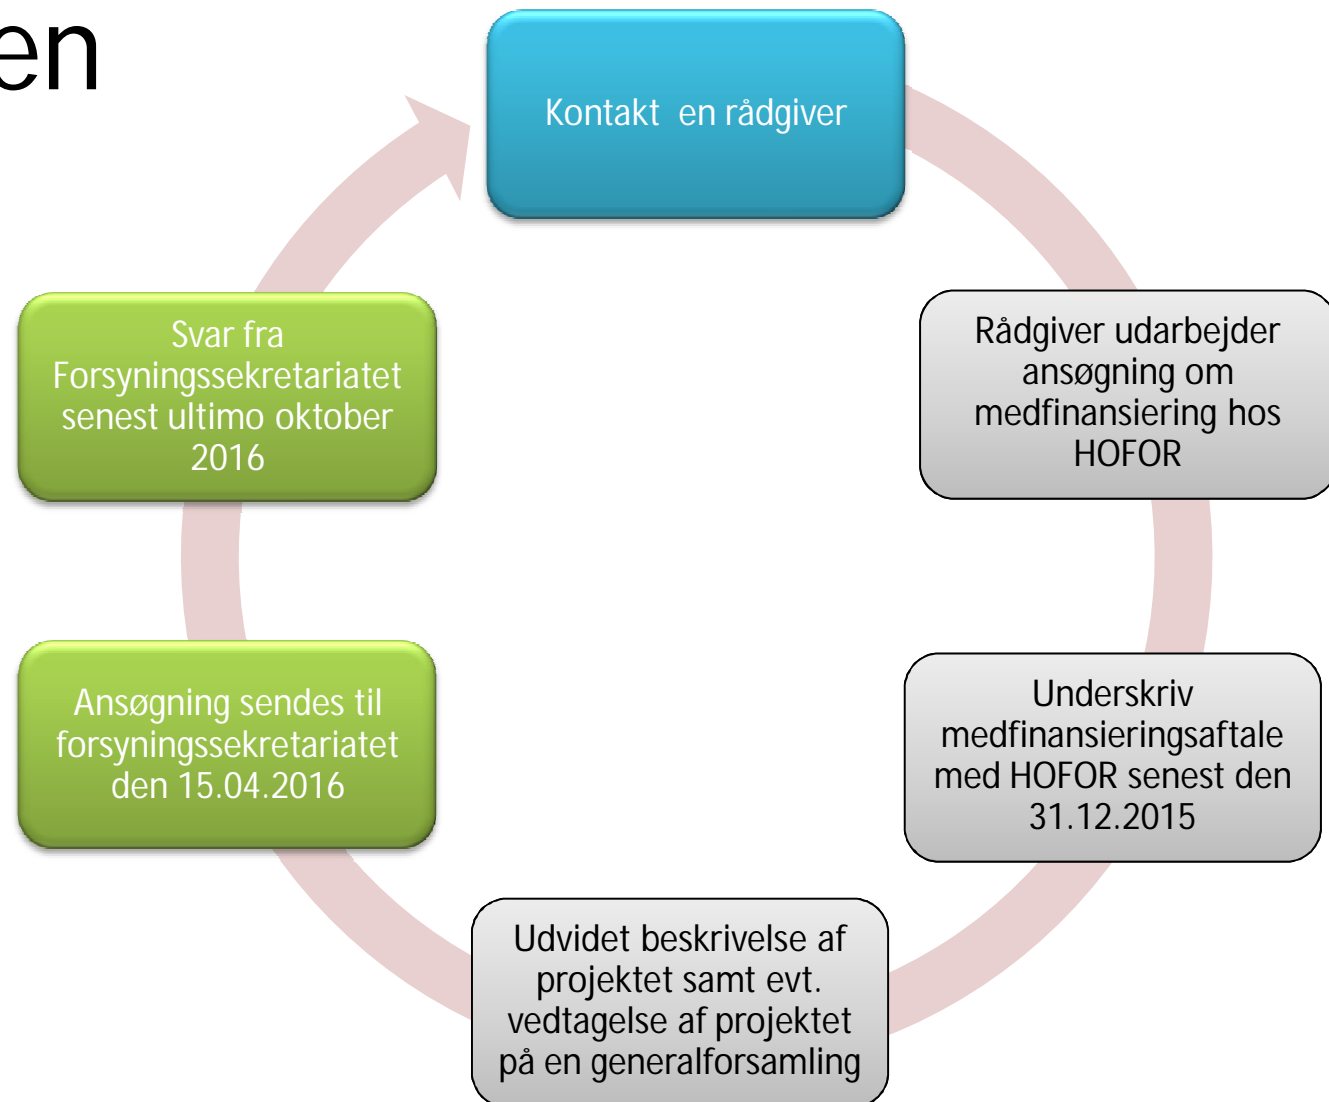 en
Kontakt en rådgiver
Rådgiver udarbejder
ansøgning om
medfinansiering hos
HOFOR
Underskriv
medfinansieringsaftale
med HOFOR senest den
31.12.2015
Udvidet beskrivelse af
projektet samt evt.
vedtagelse af projektet
på en generalforsamling
Ansøgning sendes til
forsyningssekretariatet
den 15.04.2016
Svar fra
Forsyningssekretariatet
senest ultimo oktober
2016